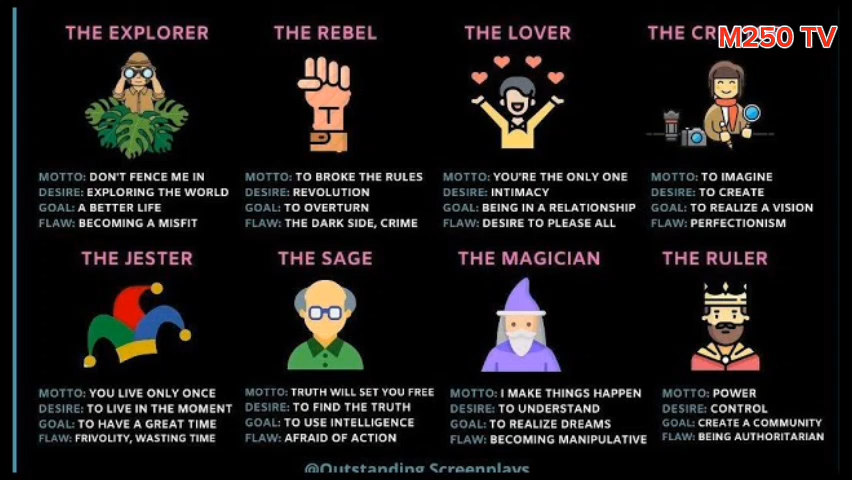 THE EXPLORER
THE REBEL
THE LOVER
THE CR
M250 TV
MOTTO: DON'T FENCE ME IN
DESIRE: EXPLORING THE WORLD
GOAL: A BETTER LIFE
FLAW: BECOMING A MISFIT
MOTTO: TO BROKE THE RULES
DESIRE: REVOLUTION
GOAL: TO OVERTURN
FLAW: THE DARK SIDE, CRIME
MOTTO: YOU'RE THE ONLY ONE
DESIRE: INTIMACY
GOAL: BEING IN A RELATIONSHIP
FLAW: DESIRE TO PLEASE ALL
MOTTO: TO IMAGINE
DESIRE: TO CREATE
GOAL: TO REALIZE A VISION
FLAW: PERFECTIONISM
THE JESTER
THE SAGE
THE MAGICIAN
THE RULER
MOTTO: YOU LIVE ONLY ONCE
DESIRE: TO LIVE IN THE MOMENT
GOAL: TO HAVE A GREAT TIME
FLAW: FRIVOLITY, WASTING TIME
MOTTO: TRUTH WILL SET YOU FREE
DESIRE: TO FIND THE TRUTH
GOAL: TO USE INTELLIGENCE
FLAW: AFRAID OF ACTION
MOTTO: I MAKE THINGS HAPPEN
DESIRE: TO UNDERSTAND
GOAL: TO REALIZE DREAMS
FLAW: BECOMING MANIPULATIVE
MOTTO: POWER
DESIRE: CONTROL
GOAL: CREATE A COMMUNITY
FLAW: BEING AUTHORITARIAN
@Outstanding Screenplays